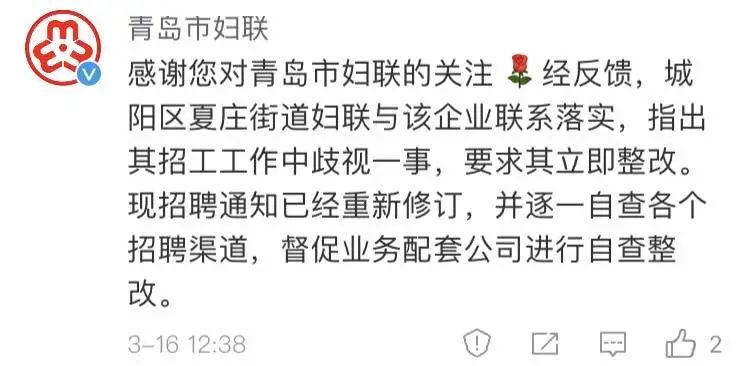 青岛市妇联
感谢您对青岛市妇联的关注🌹经反馈，城
阳区夏庄街道妇联与该企业联系落实，指出
其招工工作中歧视一事，要求其立即整改。
现招聘通知已经重新修订，并逐一自查各个
招聘渠道，督促业务配套公司进行自查整
改。
3-16 12:38 2